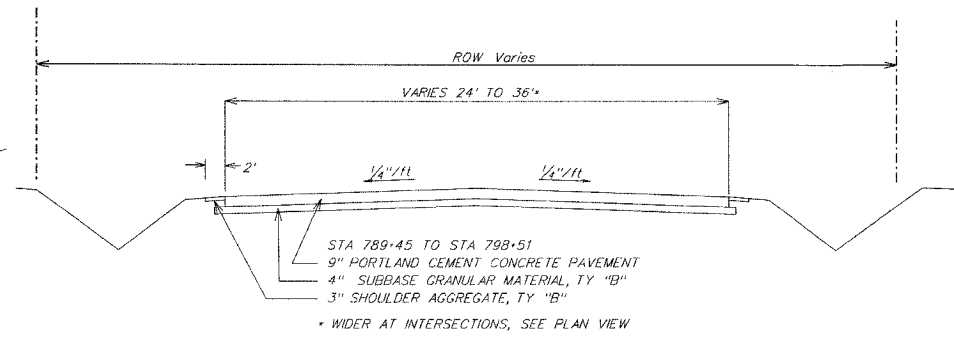 ROW Varies
VARIES 24' TO 36'*
2'
1/4"/ft
1/4"/ft
STA 789+45 TO STA 798+51
9" PORTLAND CEMENT CONCRETE PAVEMENT
4" SUBBASE GRANULAR MATERIAL, TY "B"
3" SHOULDER AGGREGATE, TY "B"
* WIDER AT INTERSECTIONS, SEE PLAN VIEW